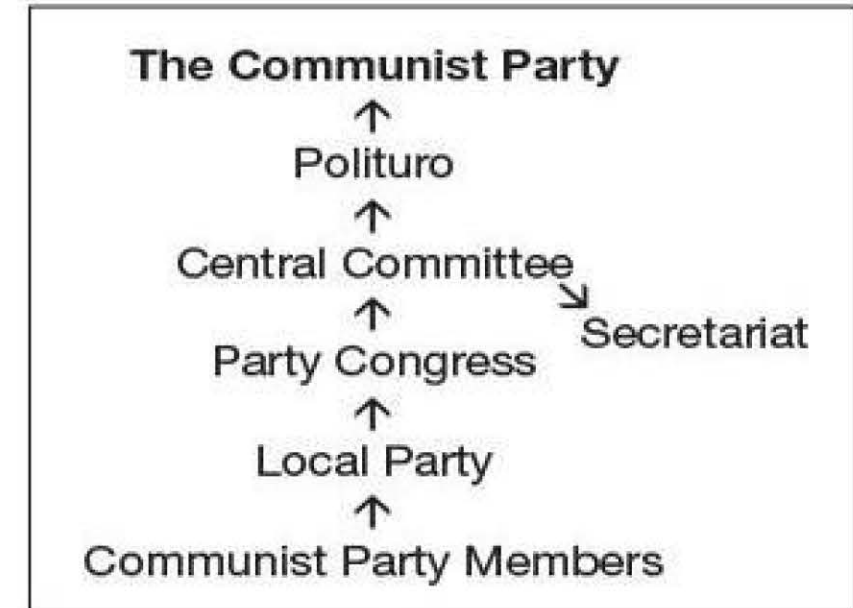 The Communist Party
↑
Polituro
↑
Central Committee
↘
↑
Secretariat
Party Congress
↑
Local Party
↑
Communist Party Members